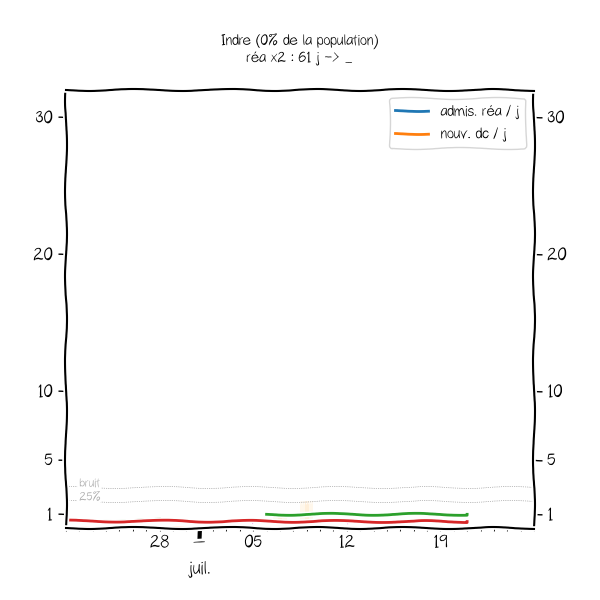 Indre (0% de la population)
réa x2 : 61 j -> _
admis. réa / j
nouv. dc / j
30
30
20
20
10
10
5
5
bruit
25%
1
1
28
1
05
12
19
juil.